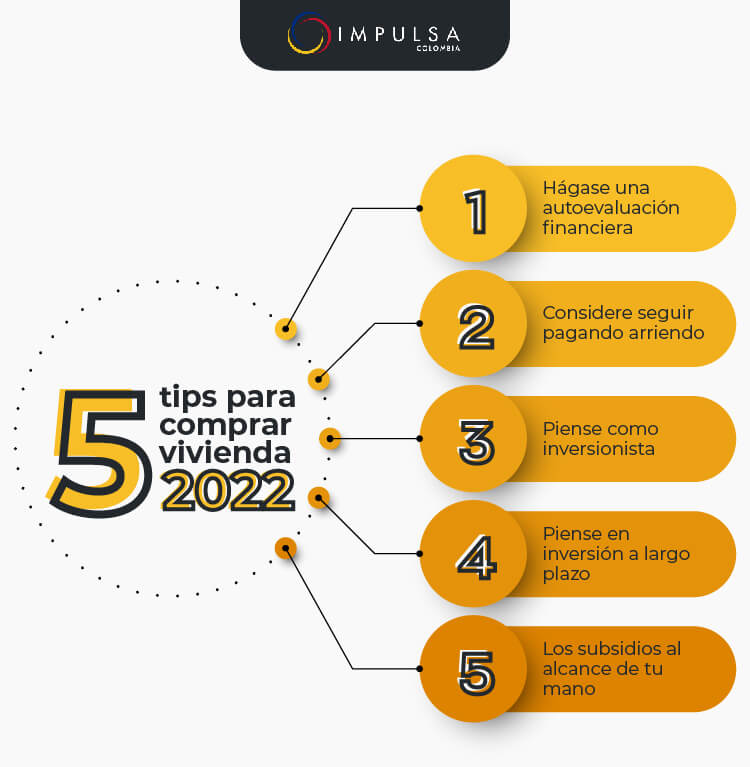 IMPULSA
COLOMBIA
5
tips para
comprar
vivienda
2022
1
Hágase una
autoevaluación
financiera
2
Considere seguir
pagando arriendo
3
Piense como
inversionista
4
Piense en
inversión a largo
plazo
5
Los subsidios al
alcance de tu
mano